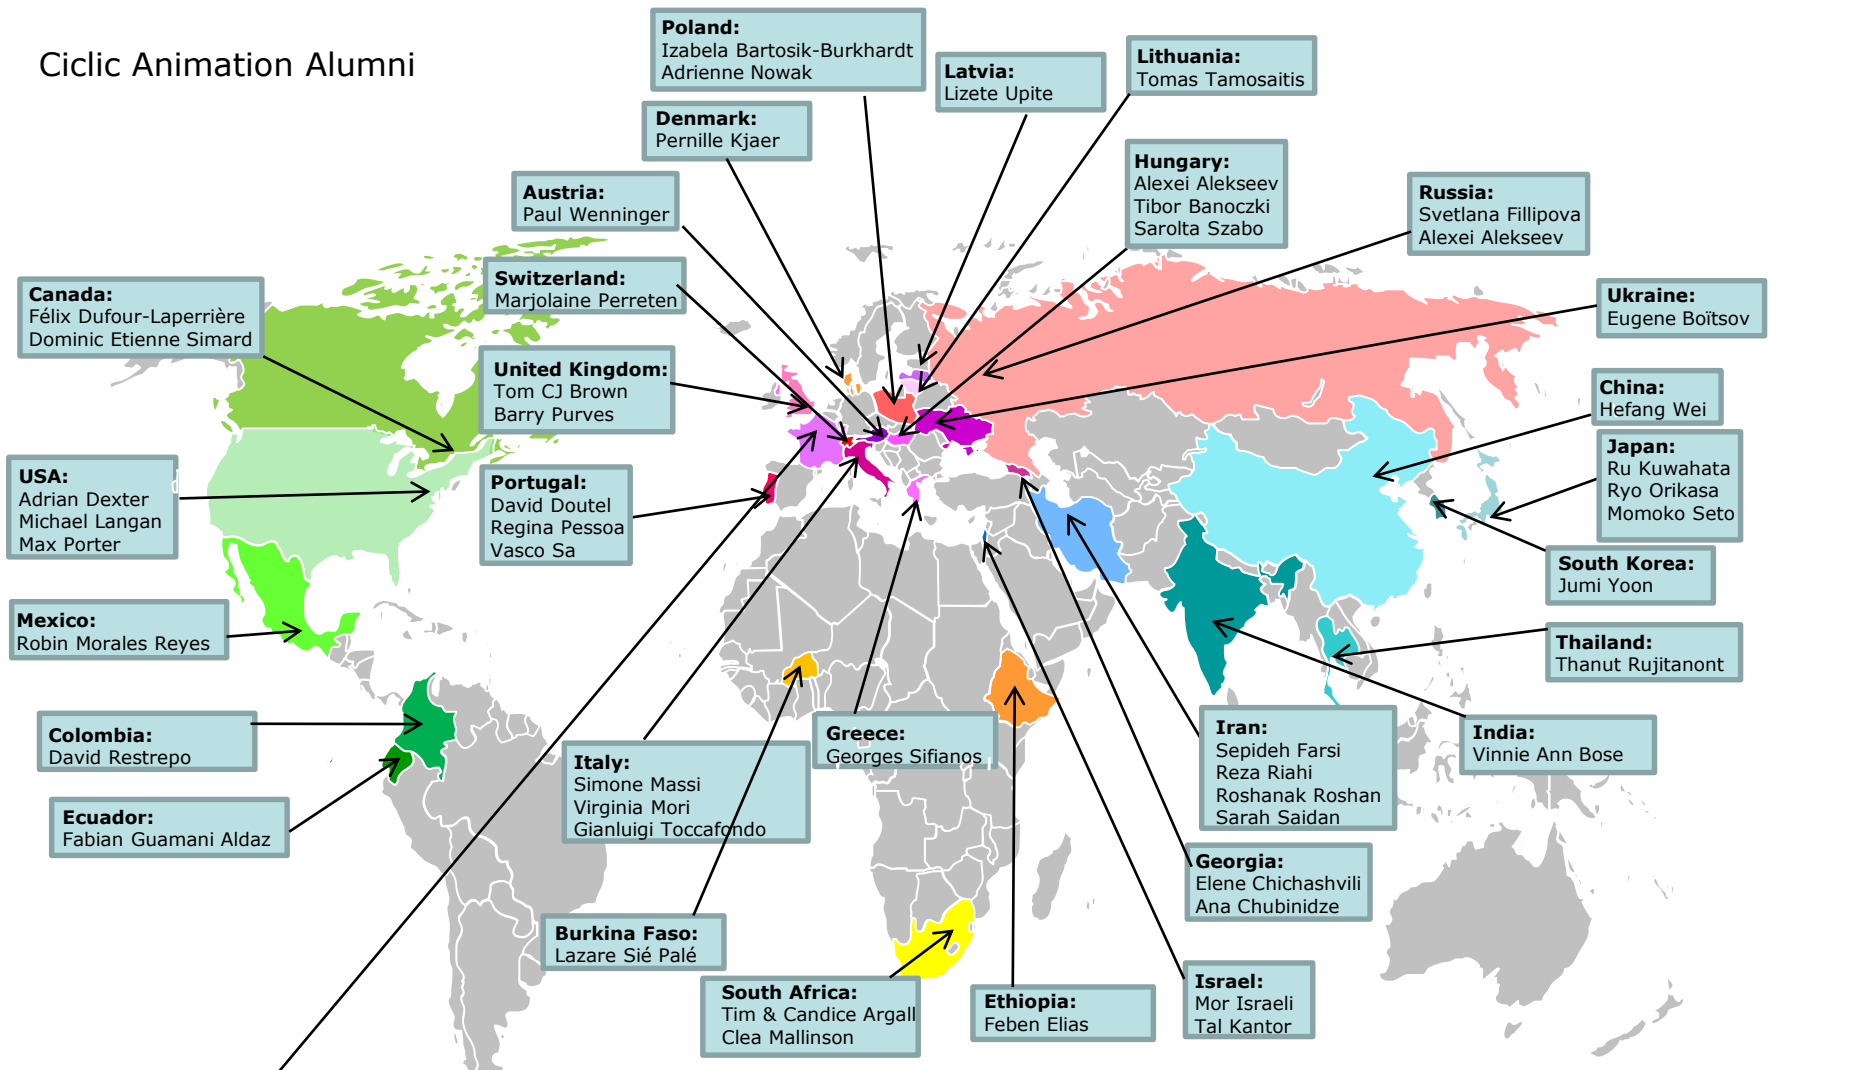 Ciclic Animation Alumni
Poland:
Izabela Bartosik-Burkhardt
Adrienne Nowak
Latvia:
Lizete Upite
Lithuania:
Tomas Tamosaitis
Denmark:
Pernille Kjaer
Hungary:
Alexei Alekseev
Tibor Banoczki
Sarolta Szabo
Austria:
Paul Wenninger
Russia:
Svetlana Fillipova
Alexei Alekseev
Switzerland:
Marjolaine Perreten
Canada:
Félix Dufour-Laperrière
Dominic Etienne Simard
Ukraine:
Eugene Boïtsov
United Kingdom:
Tom CJ Brown
Barry Purves
China:
Hefang Wei
Japan:
Ru Kuwahata
Ryo Orikasa
Momoko Seto
USA:
Adrian Dexter
Michael Langan
Max Porter
Portugal:
David Doutel
Regina Pessoa
Vasco Sa
South Korea:
Jumi Yoon
Mexico:
Robin Morales Reyes
Thailand:
Thanut Rujitanont
Colombia:
David Restrepo
Italy:
Simone Massi
Virginia Mori
Gianluigi Toccafondo
Greece:
Georges Sifianos
Iran:
Sepideh Farsi
Reza Riahi
Roshanak Roshan
Sarah Saidan
India:
Vinnie Ann Bose
Ecuador:
Fabian Guamani Aldaz
Georgia:
Elene Chichashvili
Ana Chubinidze
Burkina Faso:
Lazare Sié Palé
South Africa:
Tim & Candice Argall
Clea Mallinson
Ethiopia:
Feben Elias
Israel:
Mor Israeli
Tal Kantor